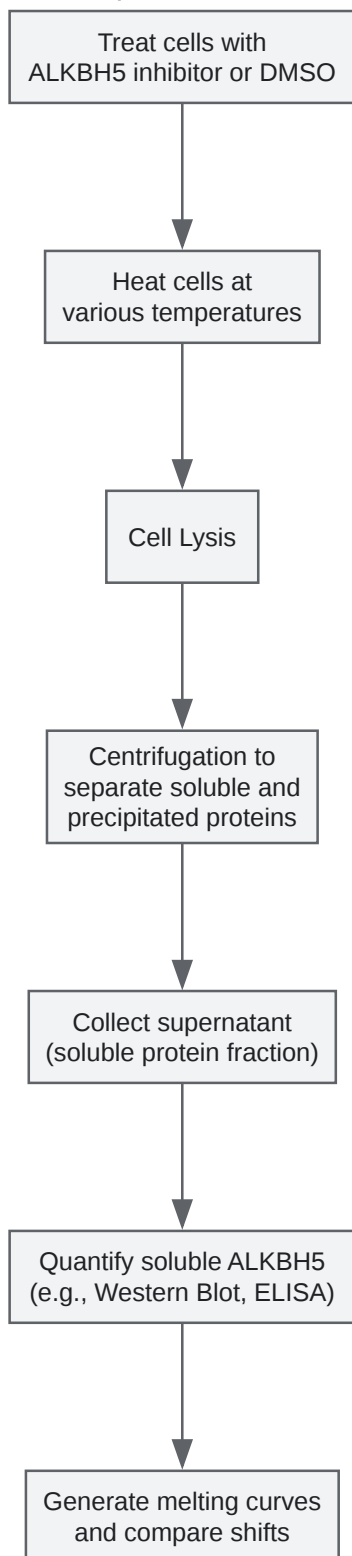 Treat cells with
ALKBH5 inhibitor or DMSO
Heat cells at
various temperatures
Cell Lysis
Centrifugation to
separate soluble and
precipitated proteins
Collect supernatant
(soluble protein fraction)
Quantify soluble ALKBH5
(e.g., Western Blot, ELISA)
Generate melting curves
and compare shifts